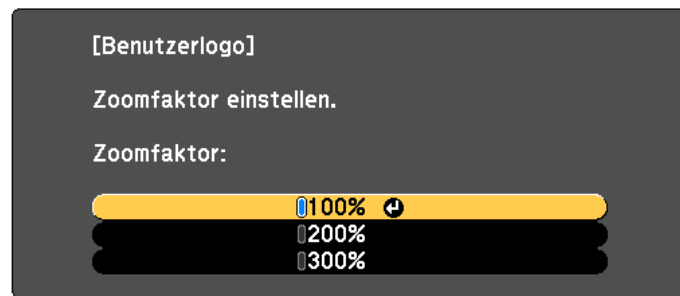 [Benutzerlogo]
Zoomfaktor einstellen.
Zoomfaktor:
100%
200%
300%